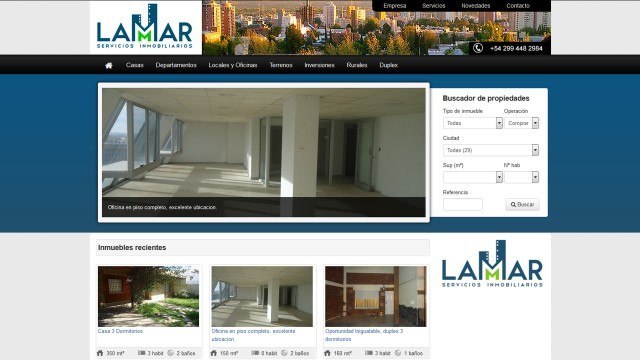 Empresa Servicios Novedades Contacto
LAMAR
SERVICIOS INMOBILIARIOS
+54 299 448 2984
Casas Departamentos Locales y Oficinas Terrenos Inversiones Rurales Duplex
Oficina en piso completo, excelente ubicacion.
Buscador de propiedades
Tipo de inmueble Operación
Todas Comprar
Ciudad
Todas (29)
Sup (m²) Nº hab
Referencia
Buscar
Inmuebles recientes
LAMAR
SERVICIOS INMOBILIARIOS
Casa 3 Dormitorios
350 m² 3 habit 2 baños
Oficina en piso completo, excelente
ubicacion.
150 m² 0 habit 2 baños
Oportunidad Inigualable, duplex 3
dormitorios
160 m² 3 habit 1 baños